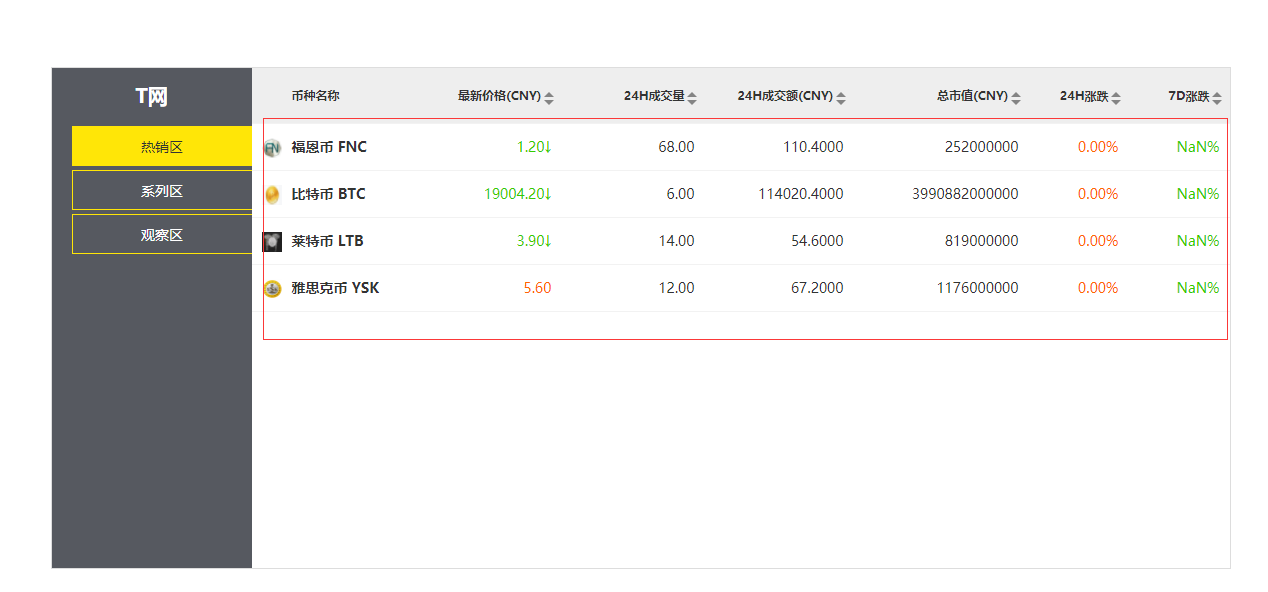 T网
热销区
系列区
观察区
币种名称 最新价格(CNY) 24H成交量 24H成交额(CNY) 总市值(CNY) 24H涨跌 7D涨跌
福恩币 FNC 1.20↓ 68.00 110.4000 252000000 0.00% NaN%
比特币 BTC 19004.20↓ 6.00 114020.4000 3990882000000 0.00% NaN%
莱特币 LTB 3.90↓ 14.00 54.6000 819000000 0.00% NaN%
雅思克币 YSK 5.60 12.00 67.2000 1176000000 0.00% NaN%